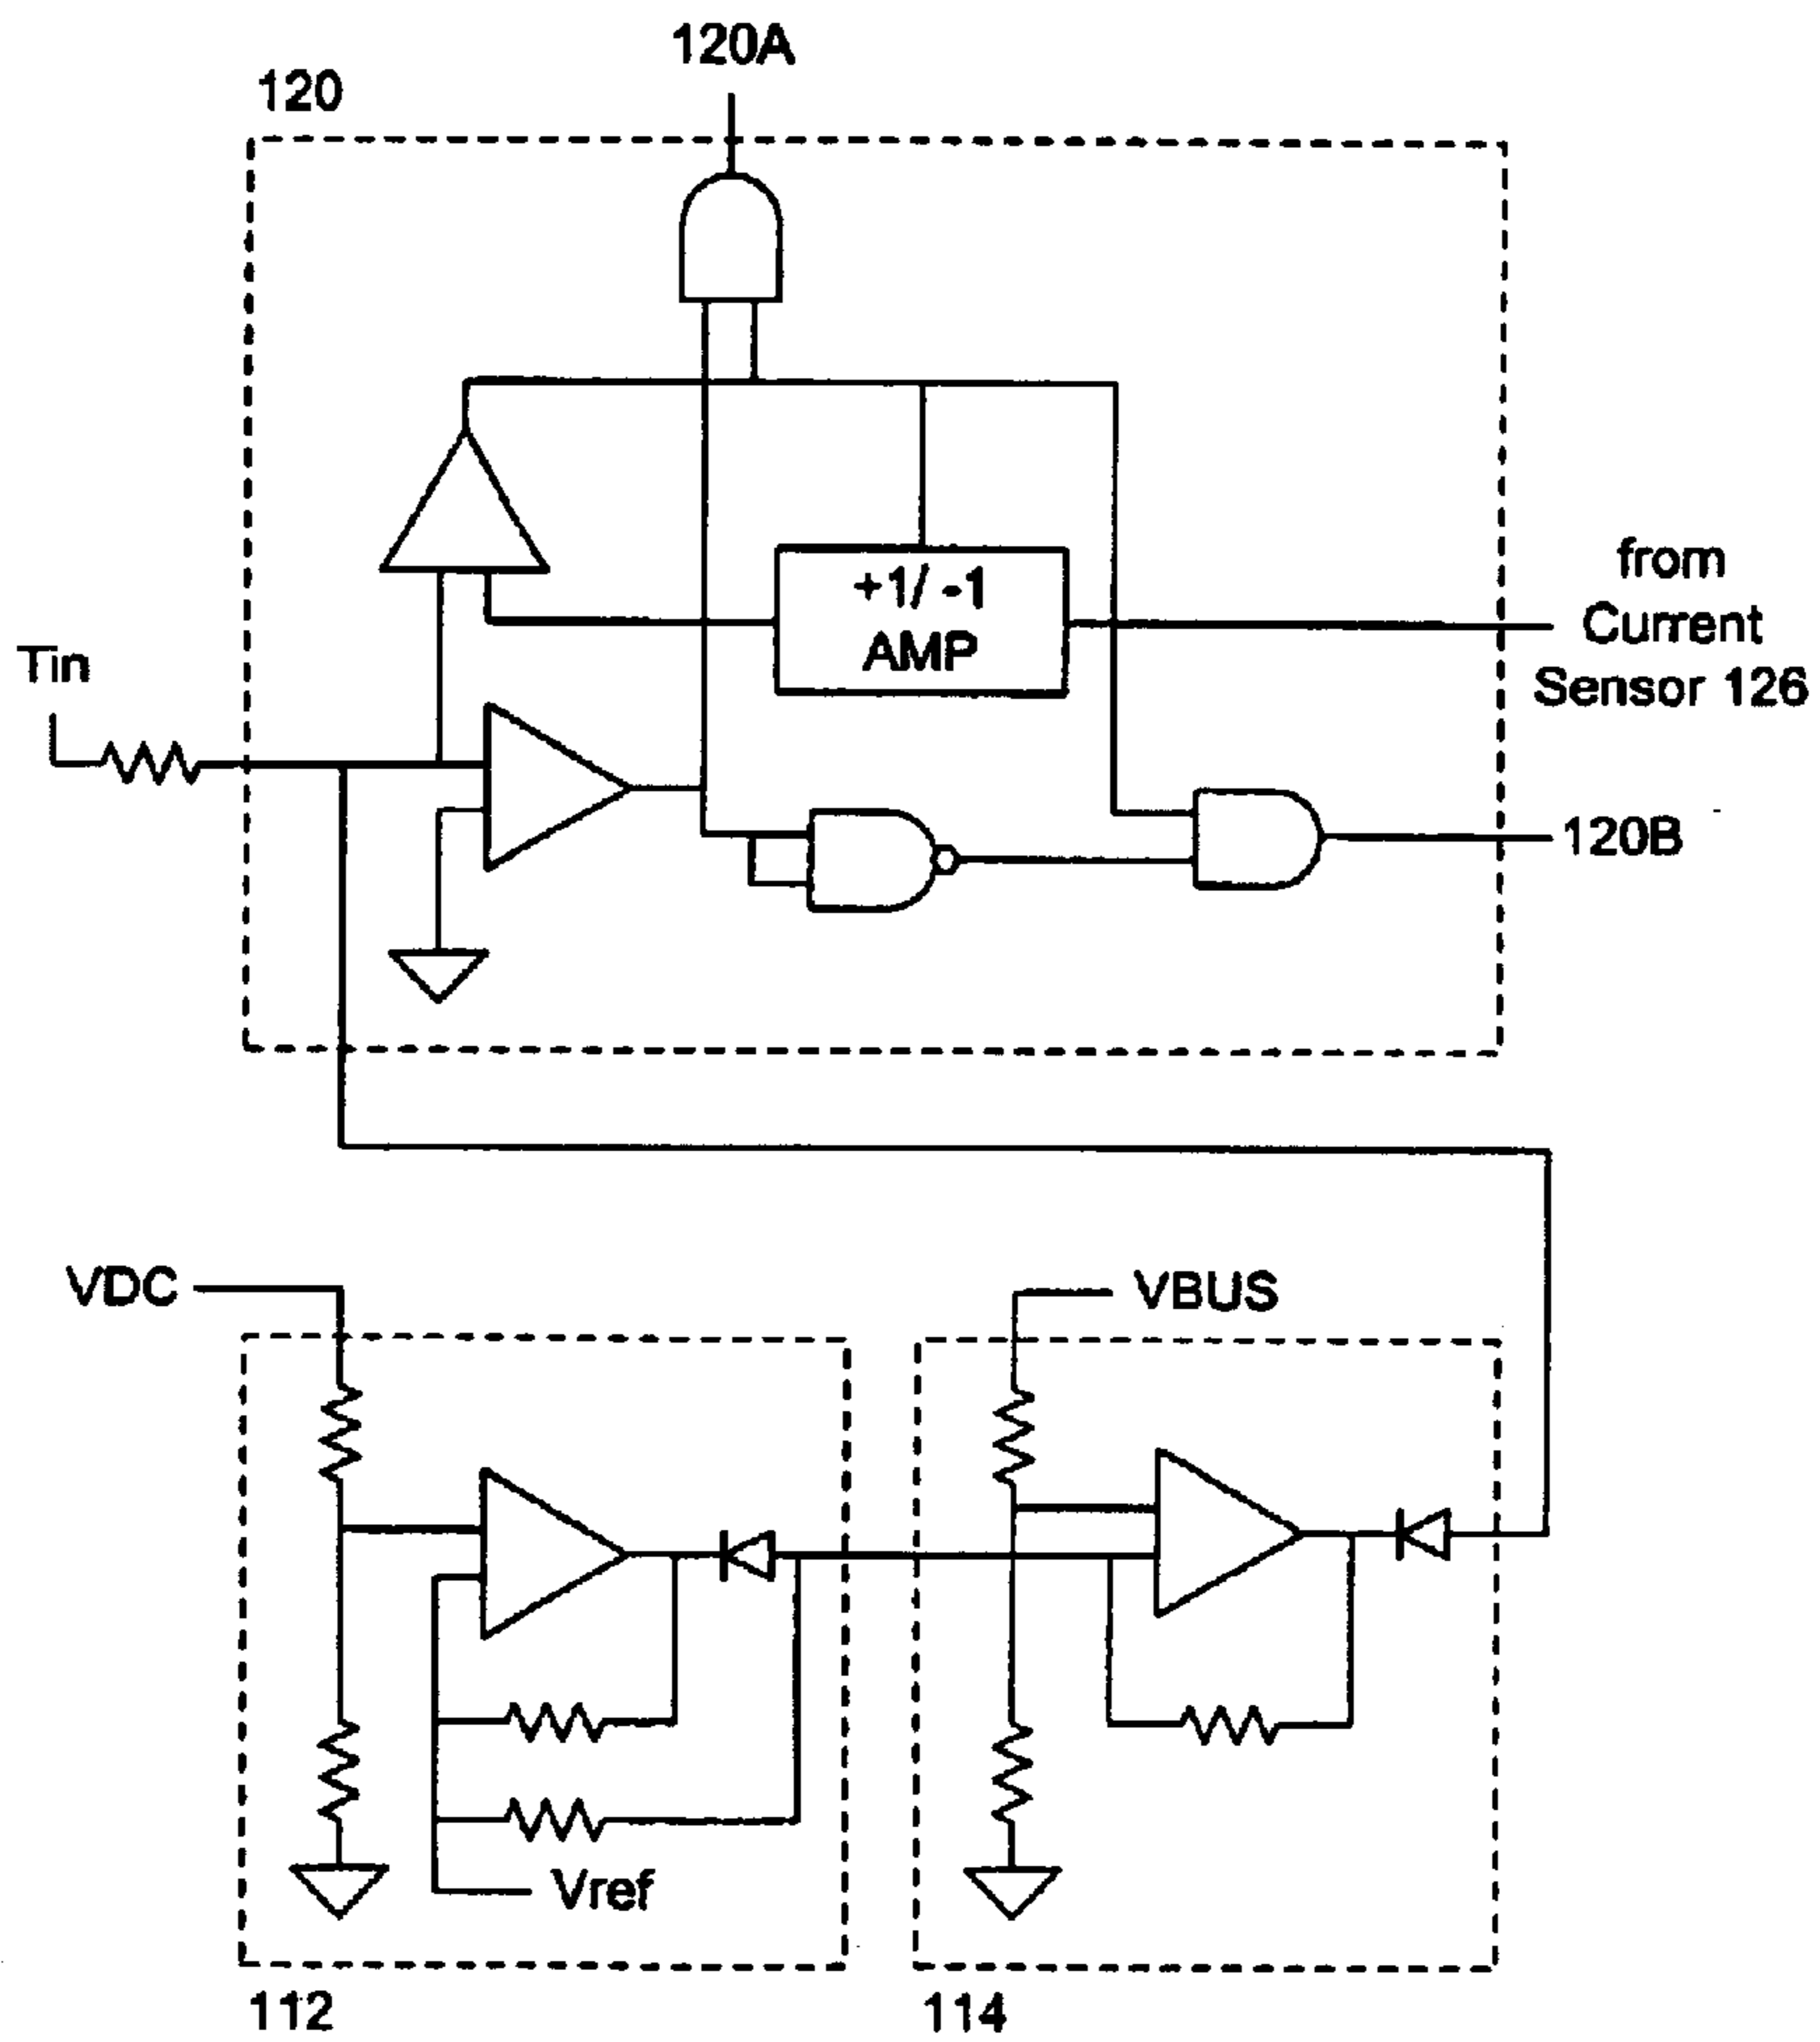 120A
120
+1/ -1
AMP
from
Current
Sensor 126
Tin
120B
VDC
VBUS
Vref
112
114